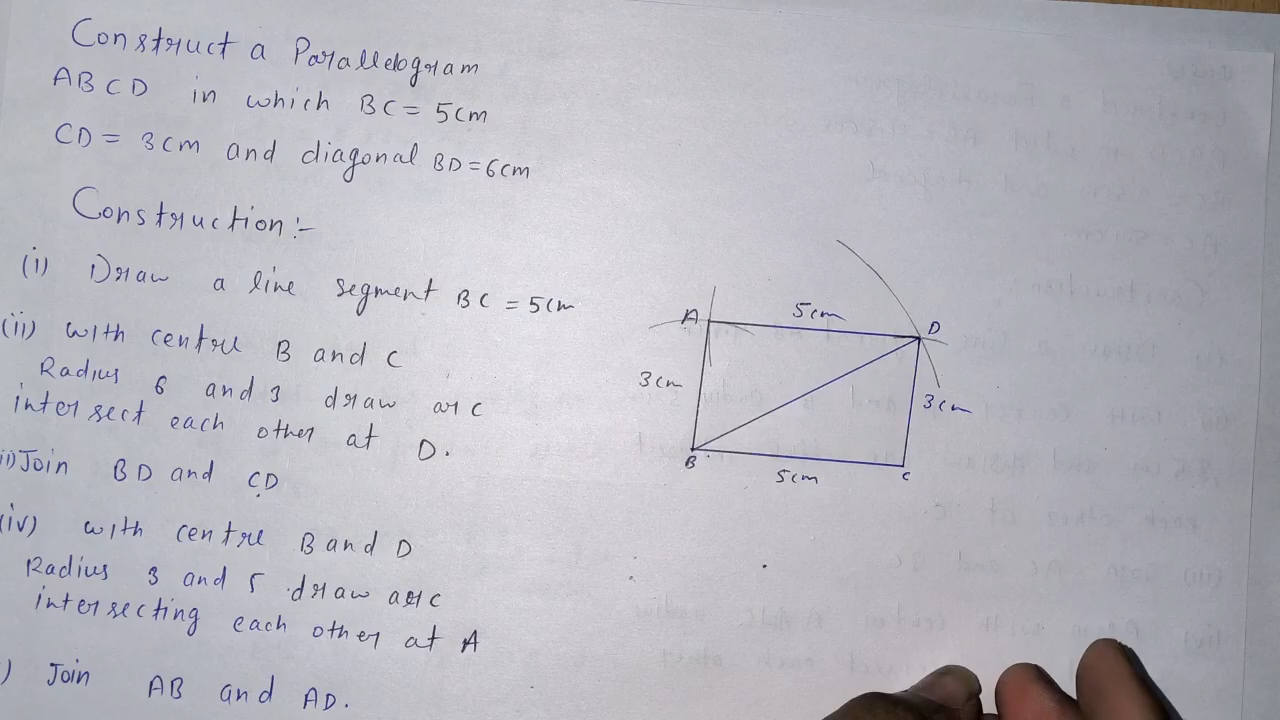 Construct a Parallelogram
ABCD in which BC = 5cm
CD = 3cm and diagonal BD = 6cm
Construction :-
(i) Draw a line segment BC = 5cm
(ii) with centre B and C
Radius 6 and 3 draw arc
intersect each other at D.
i) Join BD and CD
(iv) with centre B and D
Radius 3 and 5 draw arc
intersecting each other at A
) Join AB and AD.
A 5cm D
3cm 3cm
B 5cm C